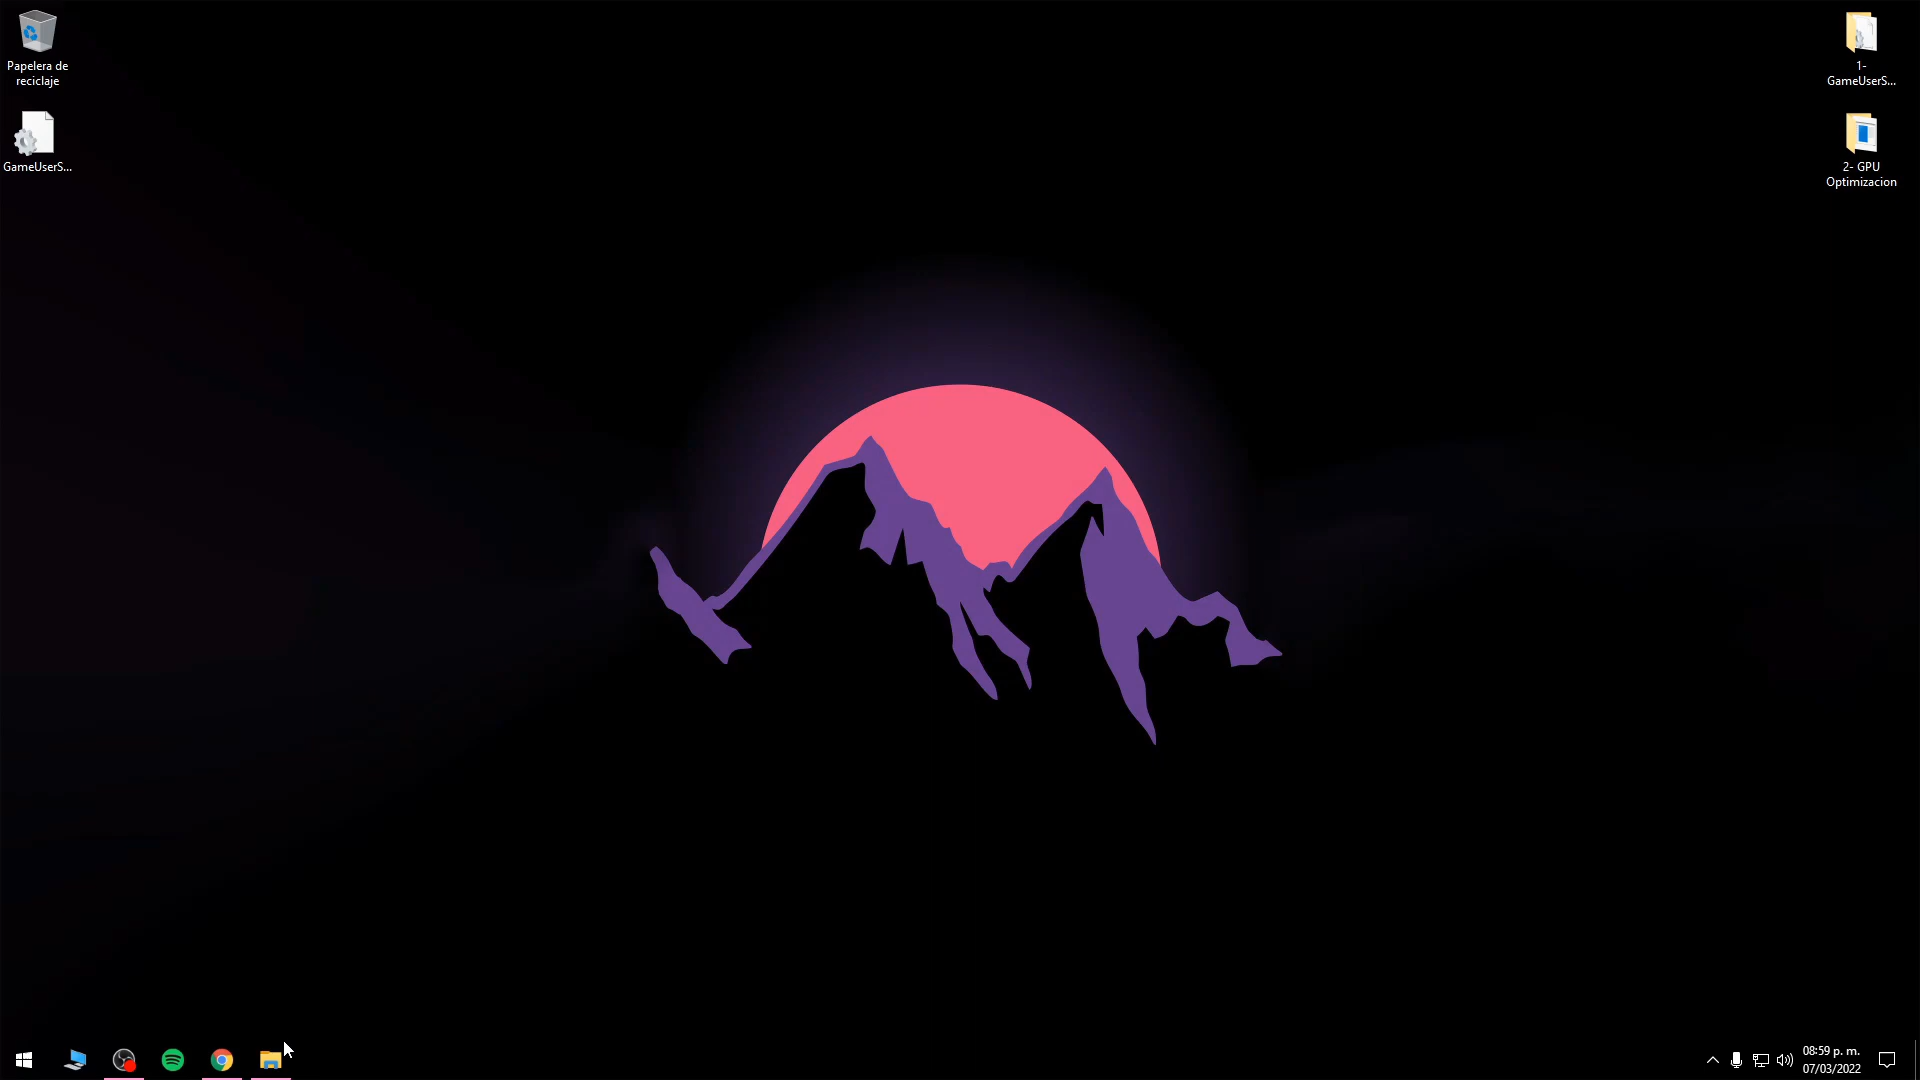 Papelera de
reciclaje
GameUserS...
1-
GameUserS...
2- GPU
Optimizacion
08:59 p. m.
07/03/2022